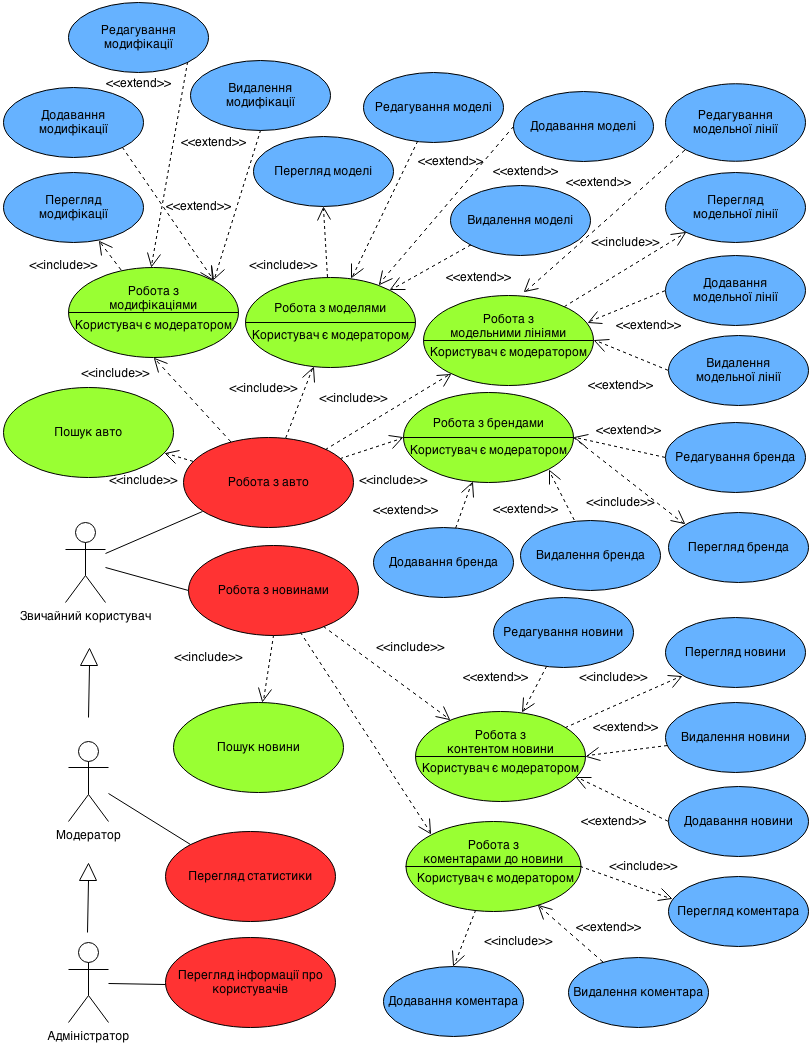 Редагування
модифікації
<<extend>>
Видалення
модифікації
Додавання
модифікації
<<extend>>
Перегляд
модифікації
<<extend>>
<<include>>
Робота з
модифікаціями
Користувач є модератором
Редагування моделі
Додавання моделі
<<extend>>
Перегляд моделі
<<extend>>
Видалення моделі
<<include>>
<<extend>>
Робота з моделями
Користувач є модератором
Редагування
модельної лінії
<<extend>>
Перегляд
модельної лінії
<<include>>
Додавання
модельної лінії
<<extend>>
Робота з
модельними лініями
Користувач є модератором
Видалення
модельної лінії
<<extend>>
<<include>>
<<include>>
<<include>>
Пошук авто
<<include>>
Робота з авто
<<include>>
Робота з брендами
Користувач є модератором
<<extend>>
Редагування бренда
<<include>>
Перегляд бренда
<<extend>>
Додавання бренда
<<extend>>
Видалення бренда
Звичайний користувач
Робота з новинами
<<include>>
Пошук новини
<<include>>
Редагування новини
<<extend>>
Перегляд новини
<<include>>
Робота з
контентом новини
Користувач є модератором
<<extend>>
Видалення новини
<<extend>>
Додавання новини
Модератор
Перегляд статистики
Робота з
коментарами до новини
Користувач є модератором
<<include>>
Перегляд коментара
<<include>>
Додавання коментара
<<extend>>
Видалення коментара
Перегляд інформації про
користувачів
Адміністратор